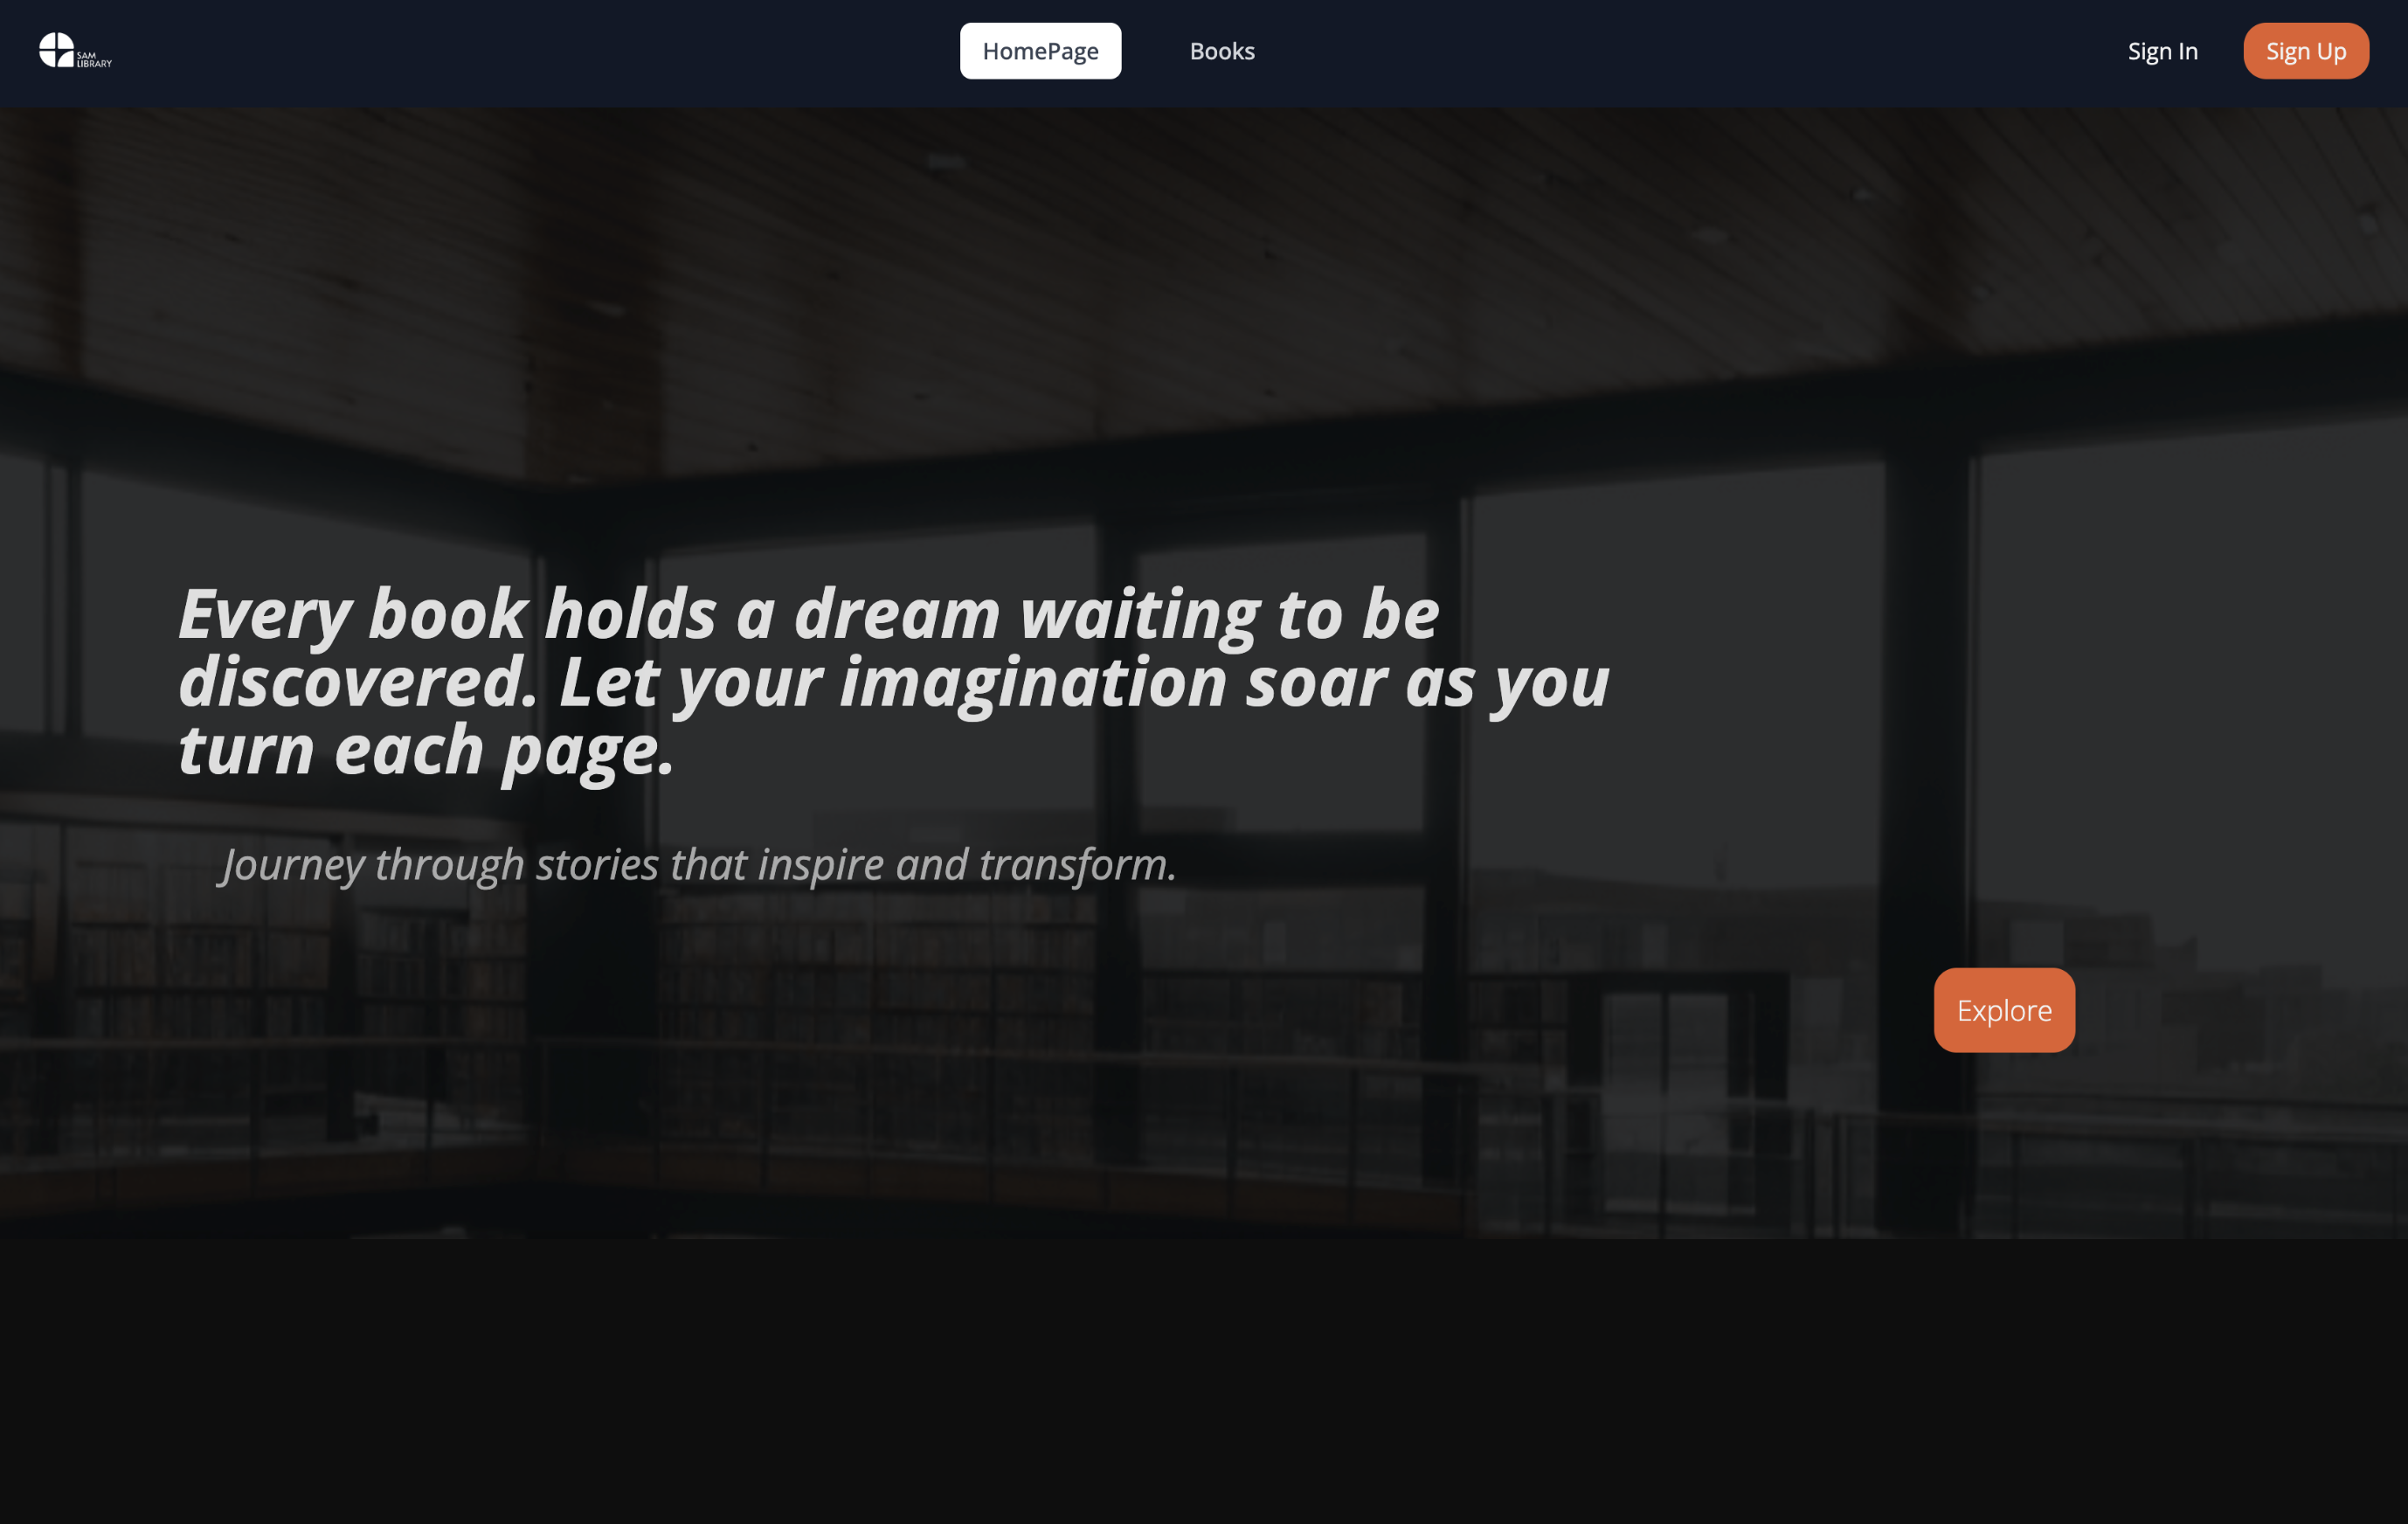 SAM
LIBRARY
HomePage
Books
Sign In
Sign Up
Every book holds a dream waiting to be
discovered. Let your imagination soar as you
turn each page.
Journey through stories that inspire and transform.
Explore